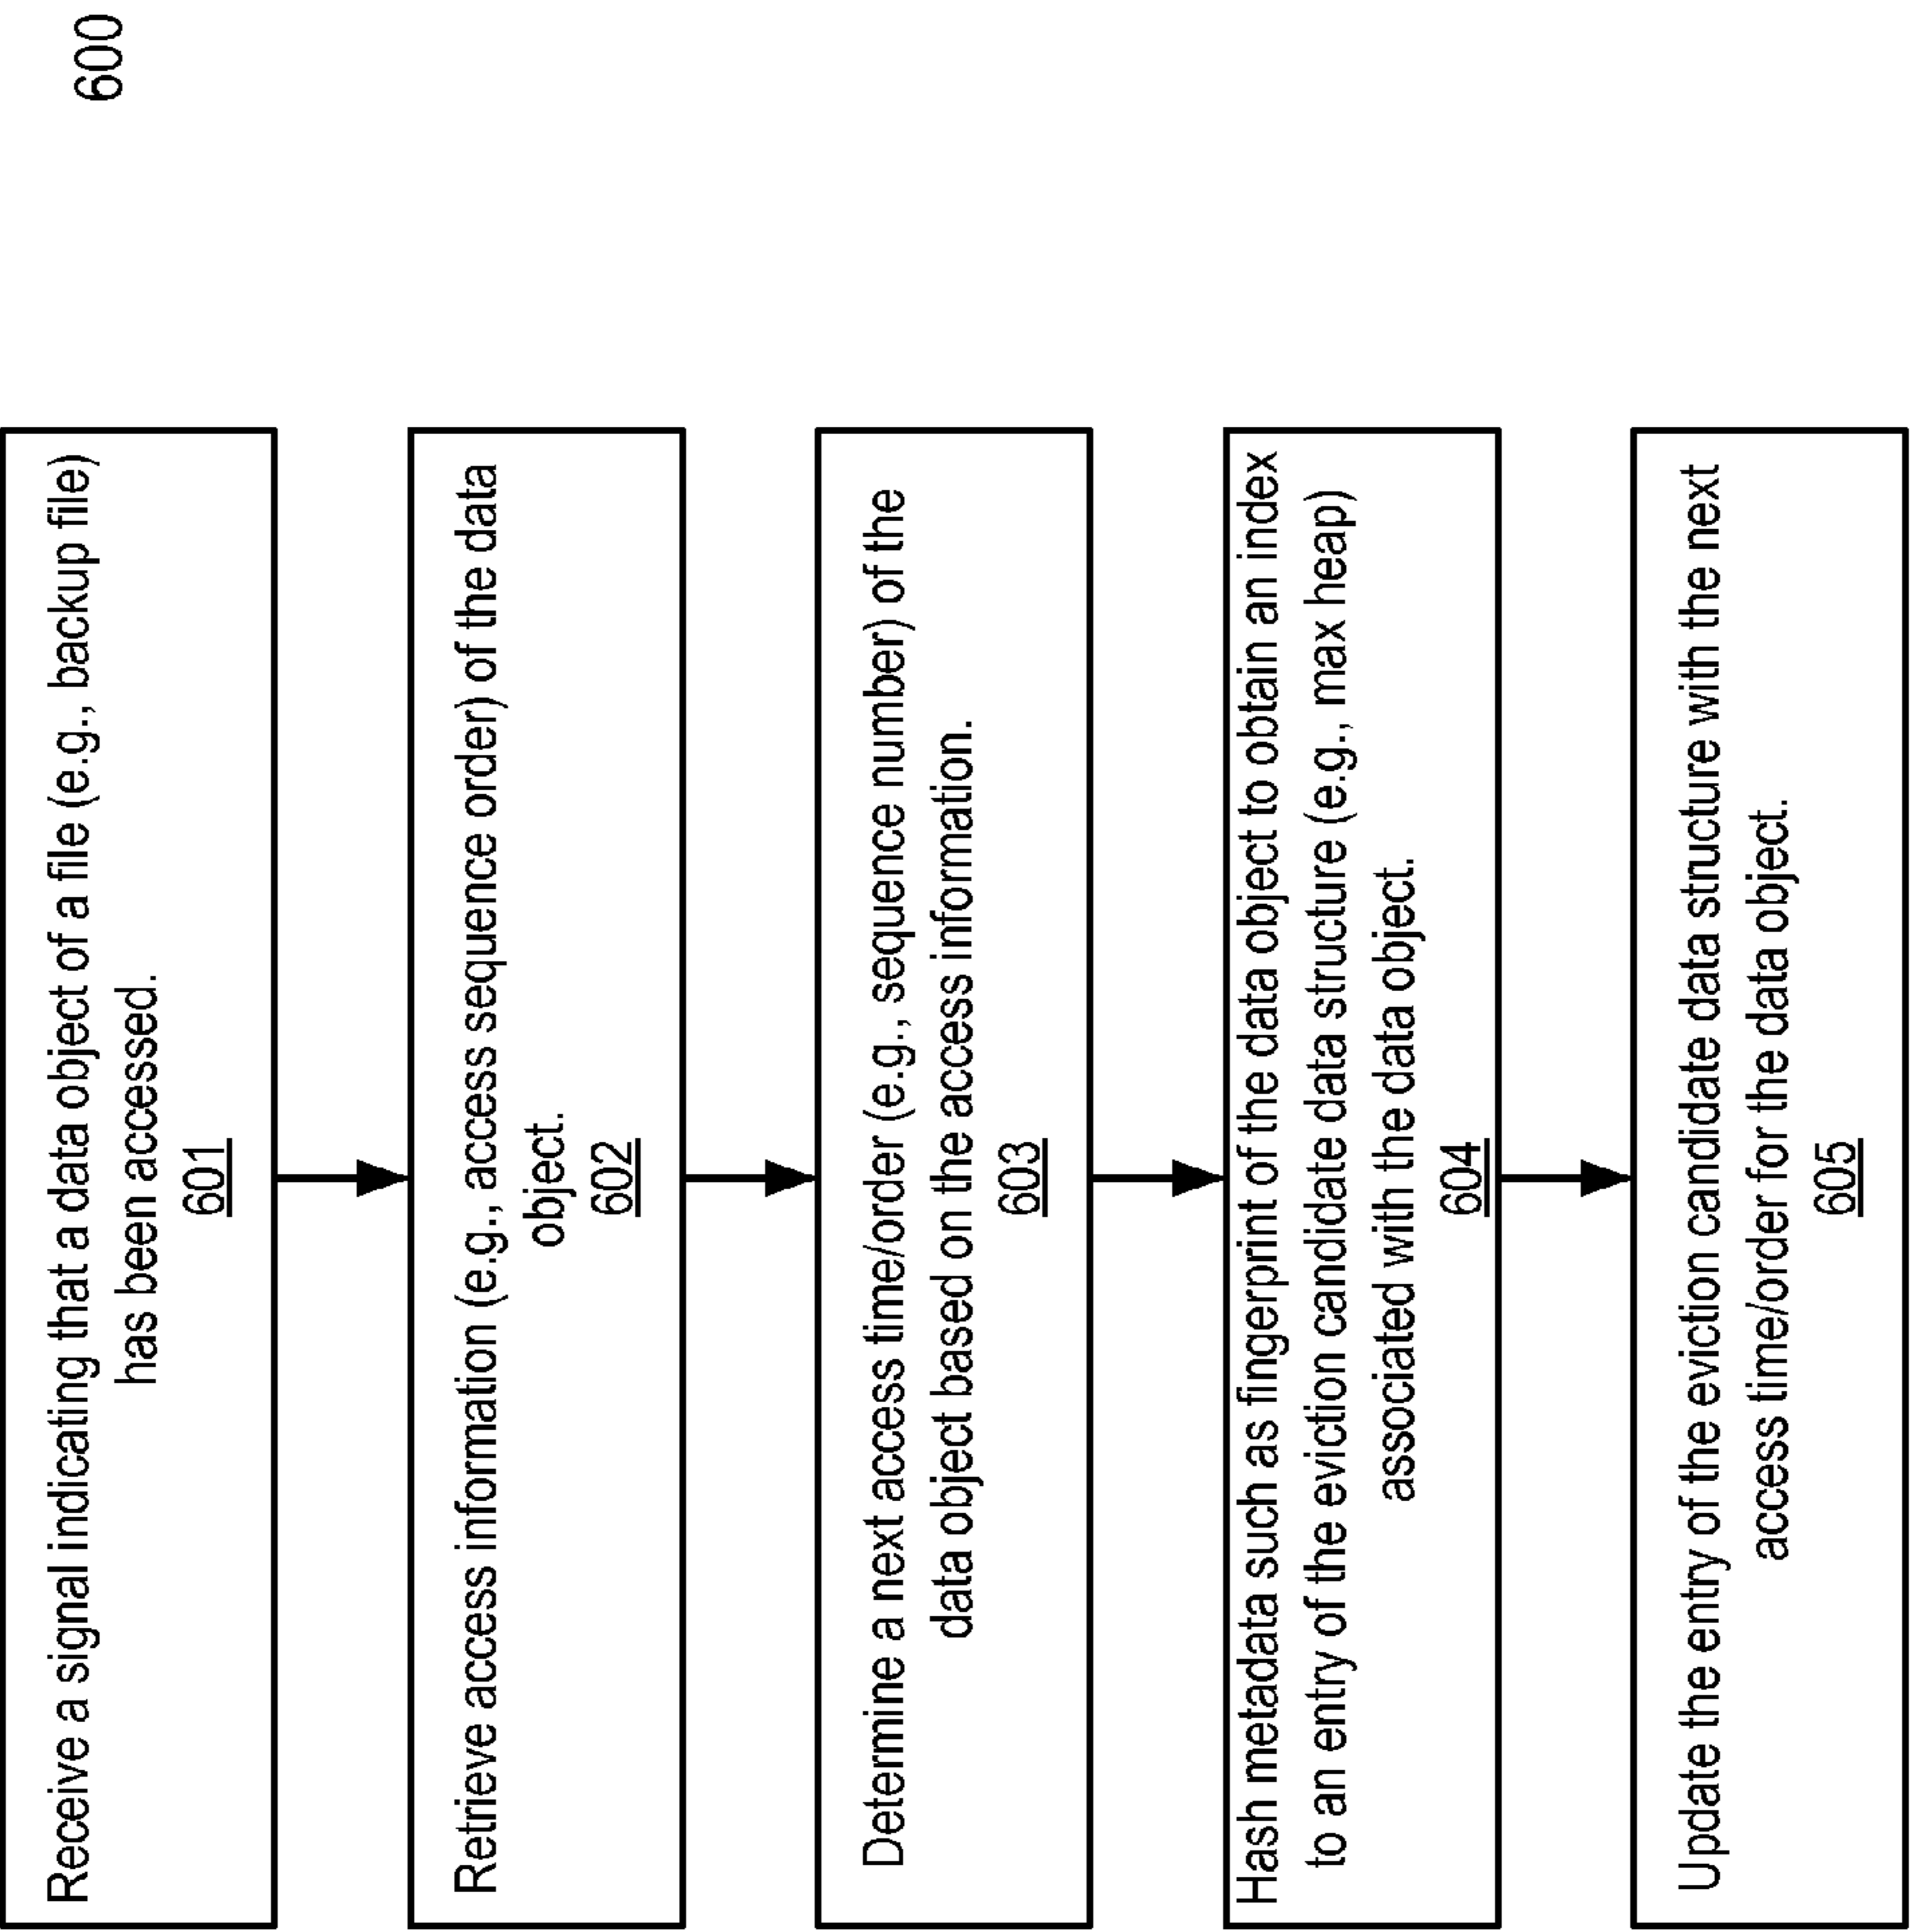 600
Receive a signal indicating that a data object of a file (e.g., backup file)
has been accessed.
601
Retrieve access information (e.g., access sequence order) of the data
object.
602
Determine a next access time/order (e.g., sequence number) of the
data object based on the access information.
603
Hash metadata such as fingerprint of the data object to obtain an index
to an entry of the eviction candidate data structure (e.g., max heap)
associated with the data object.
604
Update the entry of the eviction candidate data structure with the next
access time/order for the data object.
605